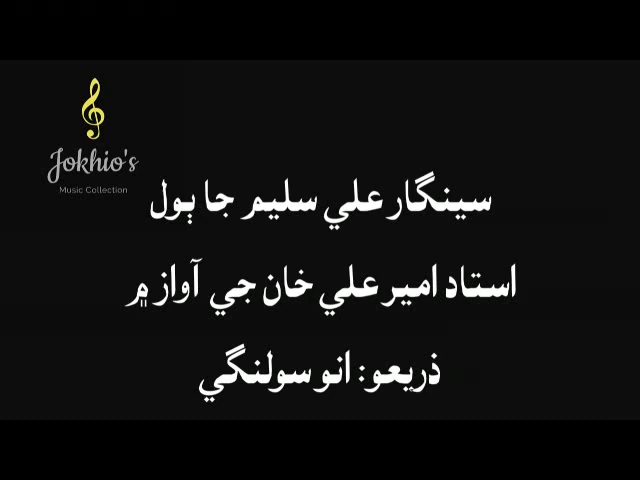 Jokhio's
Music Collection
سينگار علي سليم جا ٻول
استاد امير علي خان جي آواز ۾
ذريعو: انو سولنگي